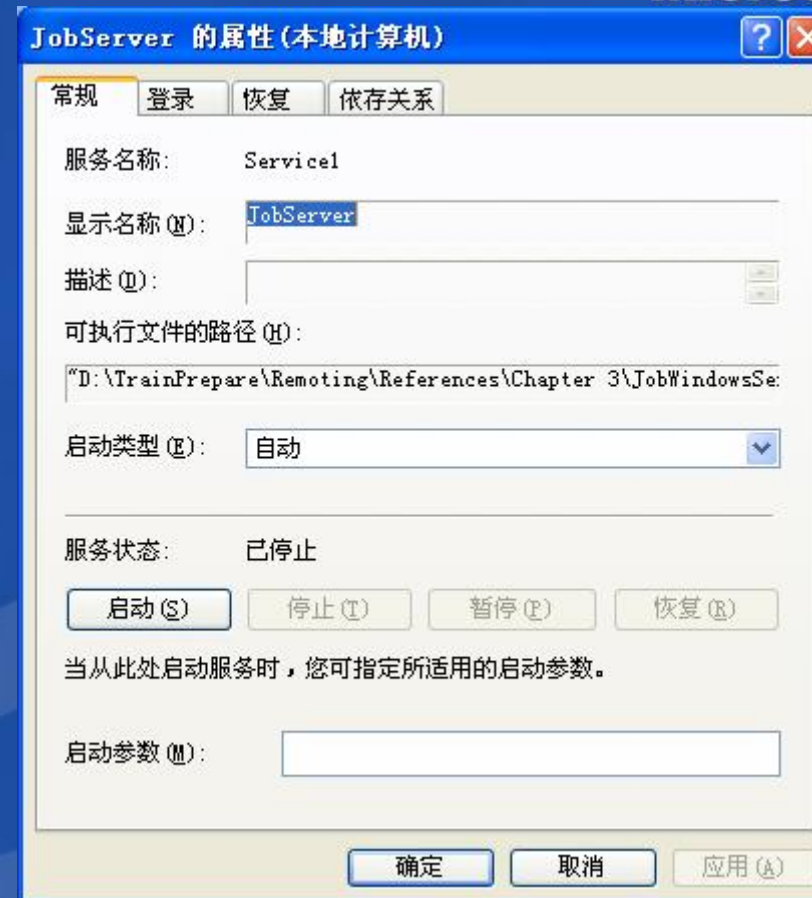 JobServer 的属性(本地计算机)
常规 登录 恢复 依存关系
服务名称: Service1
显示名称(N): JobServer
描述(D):
可执行文件的路径(H):
"D:\TrainPrepare\Remoting\References\Chapter 3\JobWindowsSe
启动类型(E): 自动
服务状态: 已停止
启动(S) 停止(T) 暂停(P) 恢复(R)
当从此处启动服务时,您可指定所适用的启动参数。
启动参数(M):
确定 取消 应用(A)